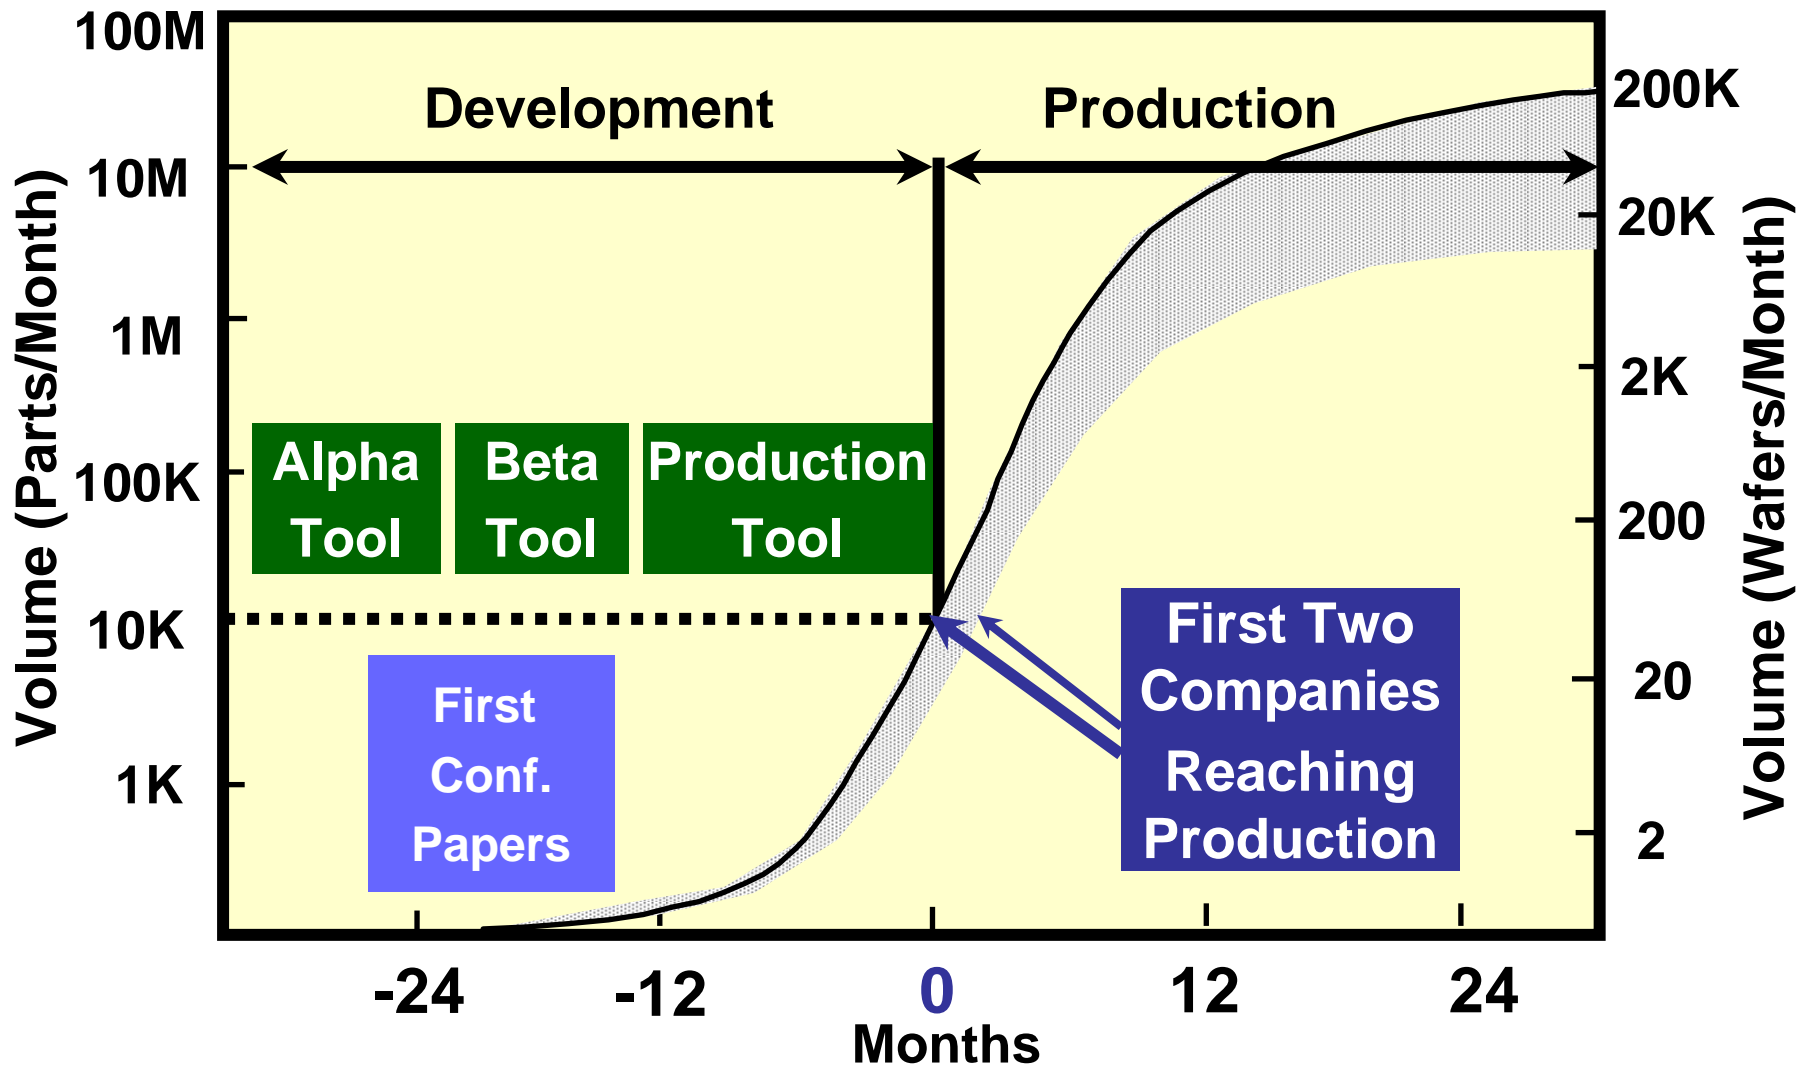 100M
10M
1M
100K
10K
1K
Volume (Parts/Month)
Development
Production
Alpha
Tool
Beta
Tool
Production
Tool
First
Conf.
Papers
First Two
Companies
Reaching
Production
200K
20K
2K
200
20
2
Volume (Wafers/Month)
-24
-12
0
12
24
Months